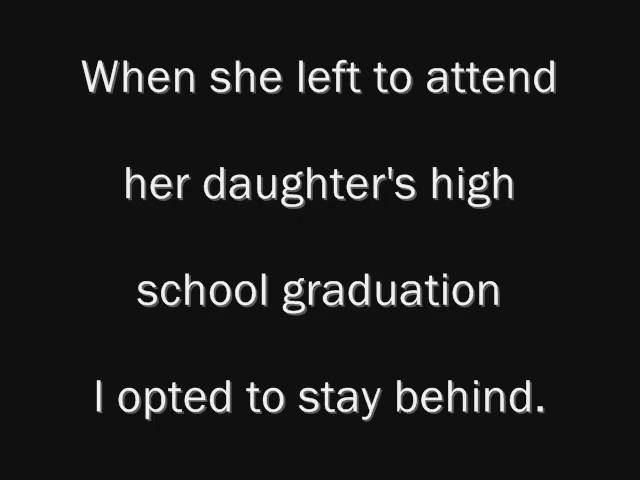 When she left to attend
her daughter's high
school graduation
I opted to stay behind.